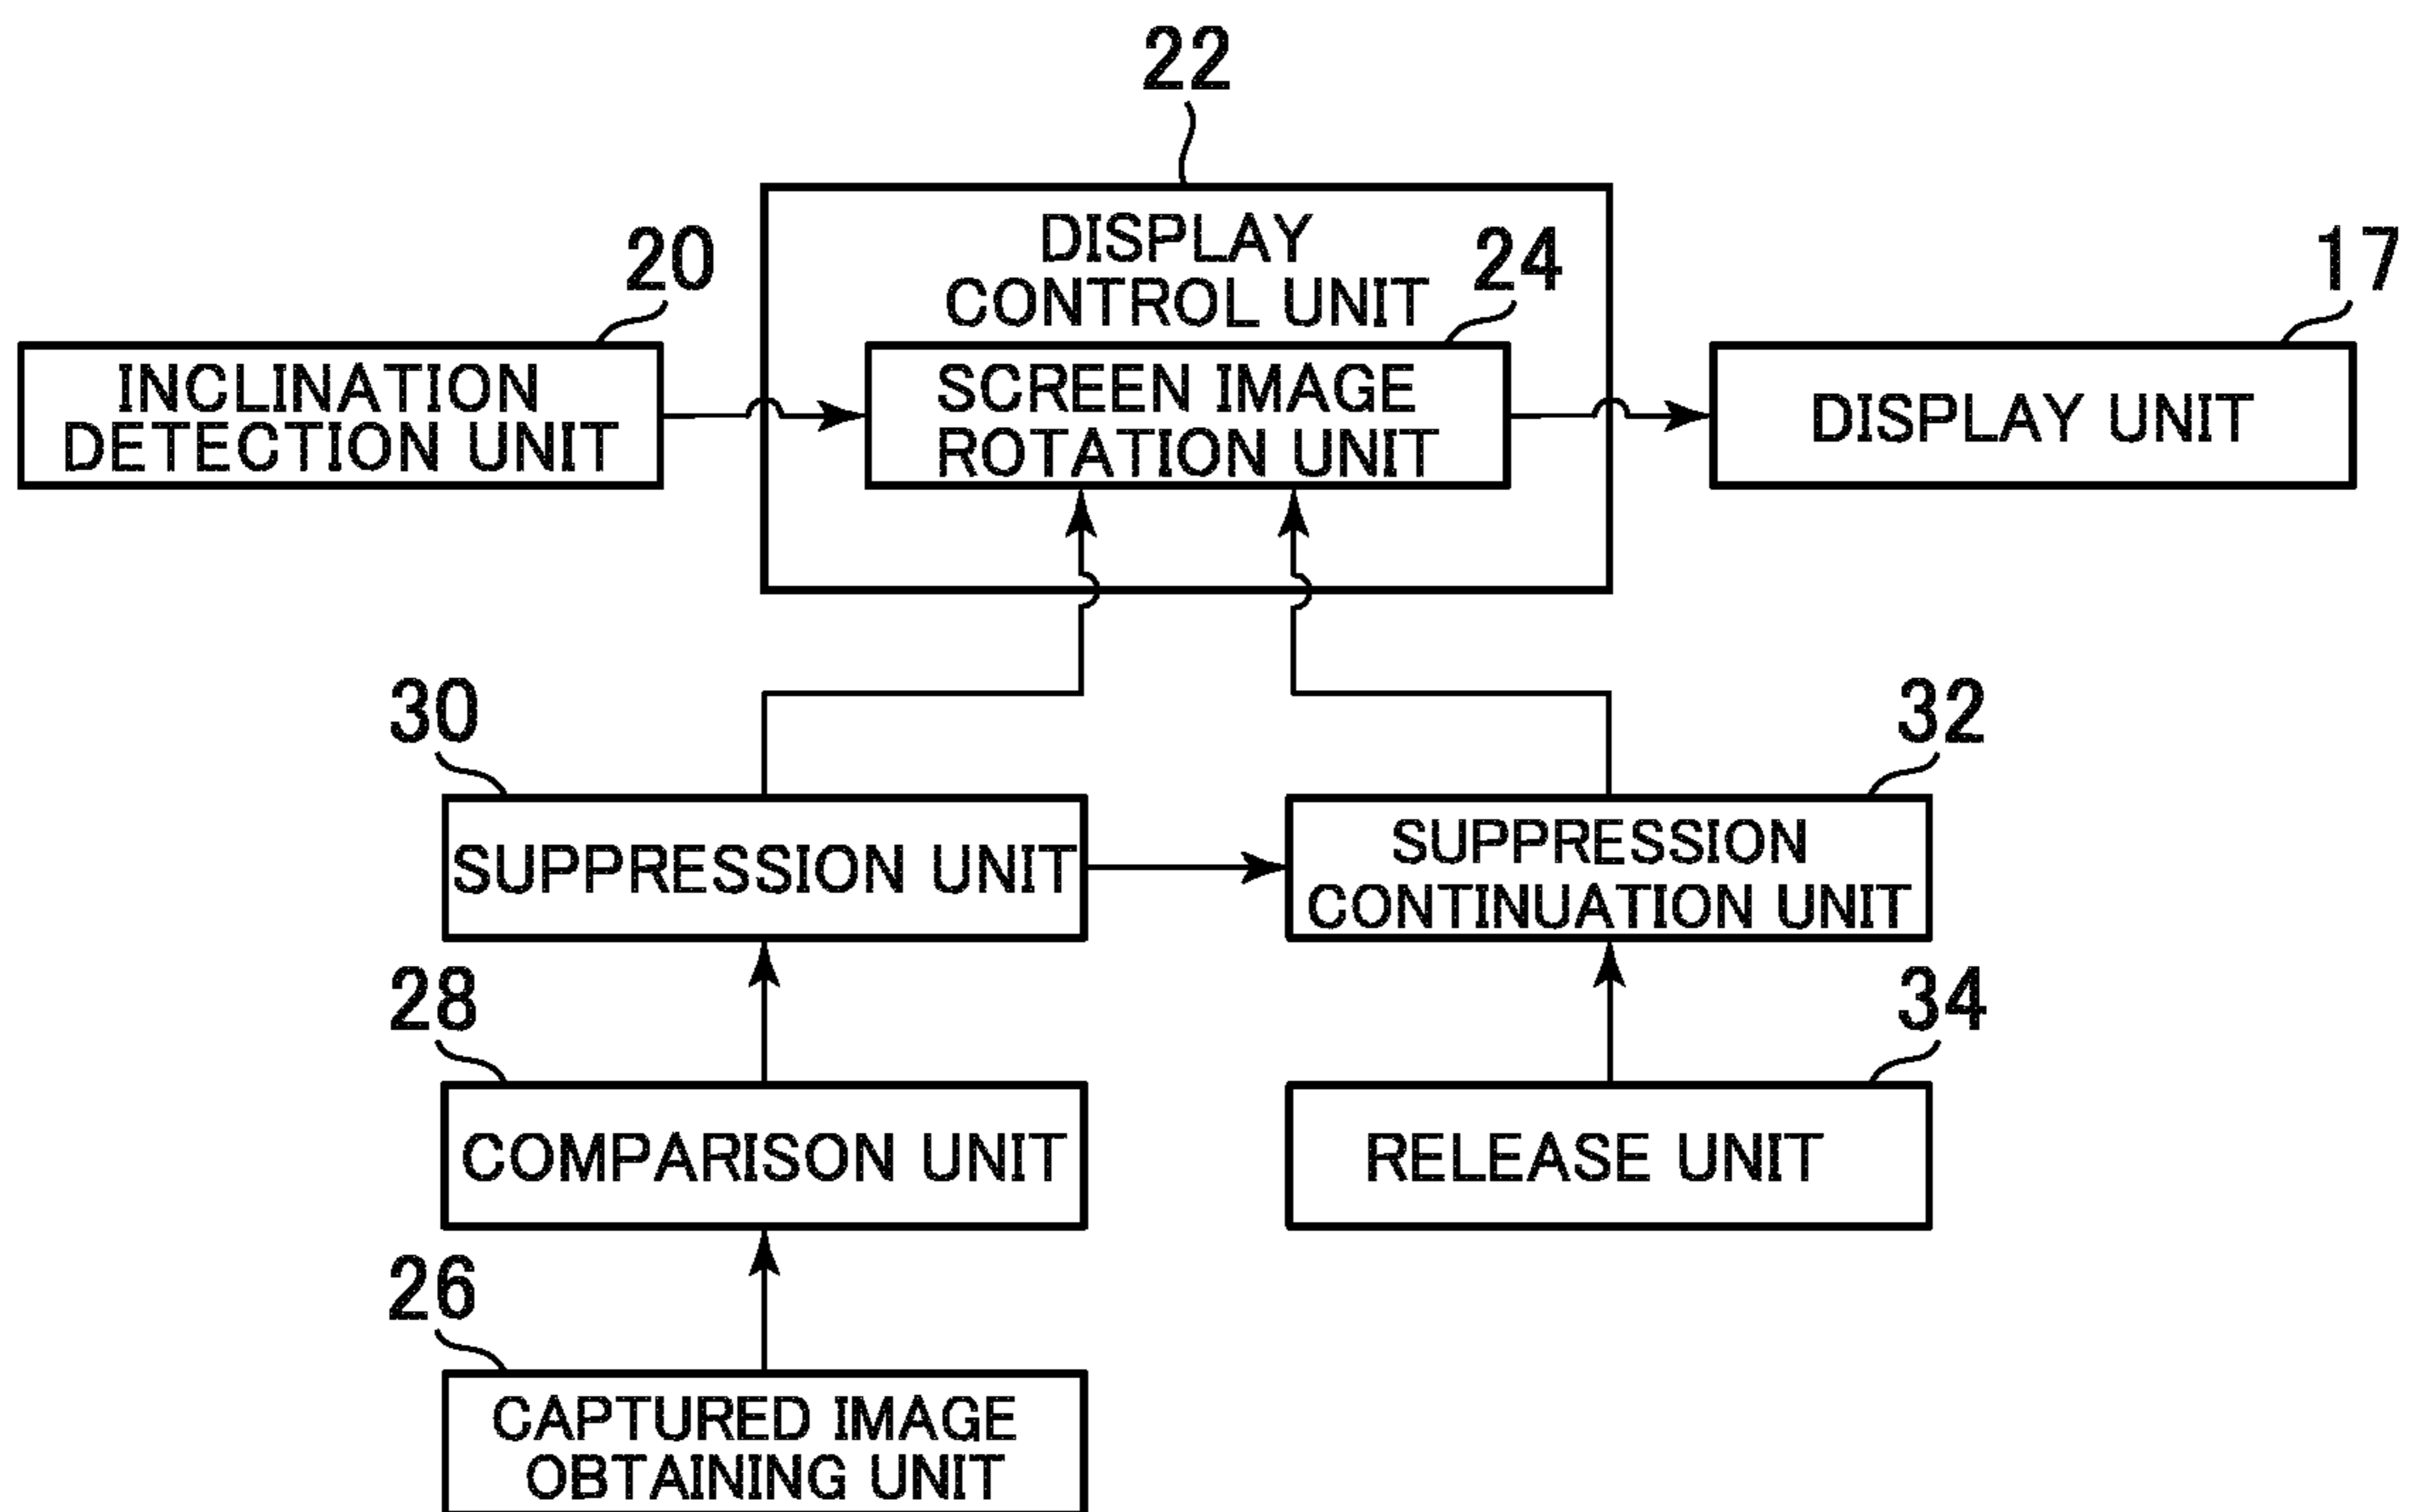 22
DISPLAY
CONTROL UNIT
20
24
17
INCLINATION
DETECTION UNIT
SCREEN IMAGE
ROTATION UNIT
DISPLAY UNIT
30
32
SUPPRESSION UNIT
SUPPRESSION
CONTINUATION UNIT
28
34
COMPARISON UNIT
RELEASE UNIT
26
CAPTURED IMAGE
OBTAINING UNIT